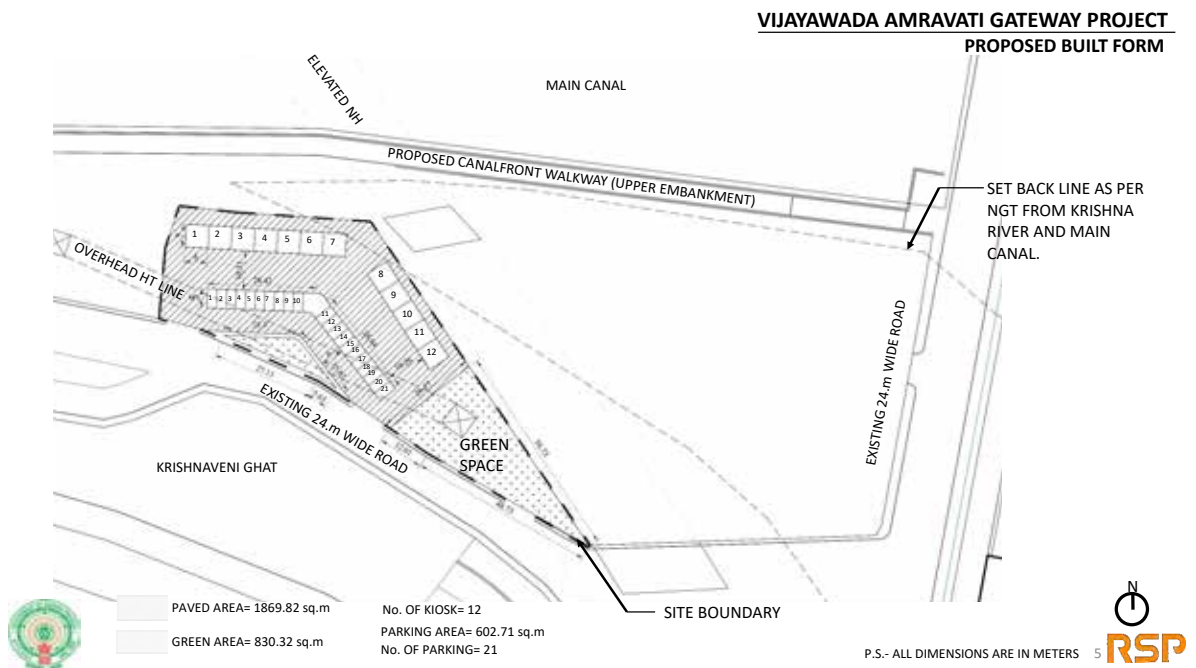 VIJAYAWADA AMRAVATI GATEWAY PROJECT
PROPOSED BUILT FORM
ELEVATED NH
MAIN CANAL
PROPOSED CANALFRONT WALKWAY (UPPER EMBANKMENT)
SET BACK LINE AS PER
NGT FROM KRISHNA
RIVER AND MAIN
CANAL.
OVERHEAD HT LINE
1 2 3 4 5 6 7
8
9
10
11
12
1 2 3 4 5 6 7 8 9 10
11
12
13
14
15
16
17
18
19
20
21
EXISTING 24.m WIDE ROAD
EXISTING 24.m WIDE ROAD
GREEN
SPACE
KRISHNAVENI GHAT
SITE BOUNDARY
PAVED AREA= 1869.82 sq.m
GREEN AREA= 830.32 sq.m
No. OF KIOSK= 12
PARKING AREA= 602.71 sq.m
No. OF PARKING= 21
N
P.S.- ALL DIMENSIONS ARE IN METERS 5
RSP